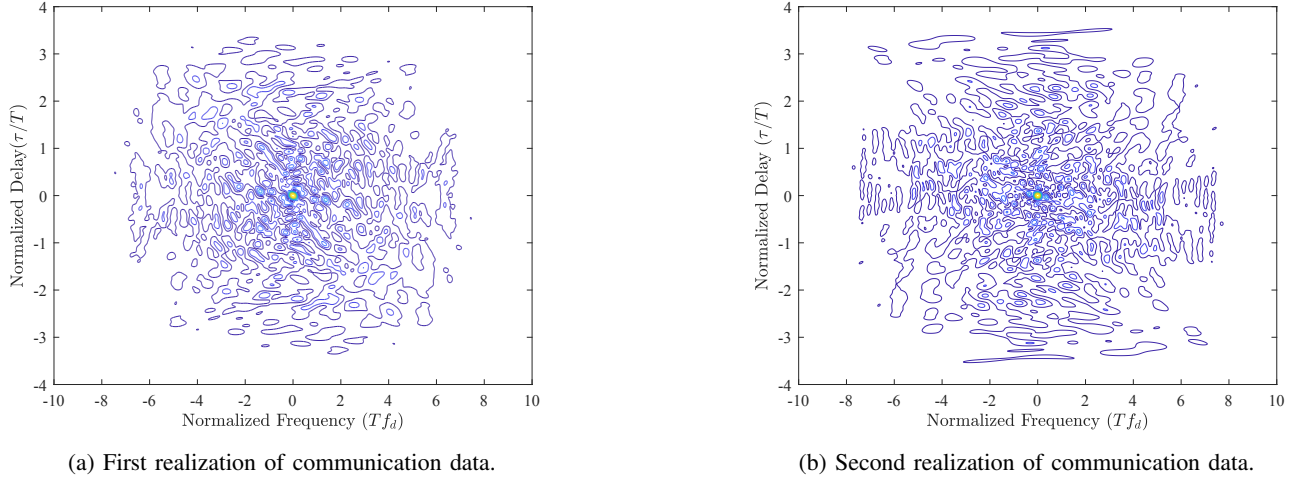 4
3
2
1
0
-1
-2
-3
-4
Normalized Delay(τ/T)
-10 -8 -6 -4 -2 0 2 4 6 8 10
Normalized Frequency (Tf_d)
(a) First realization of communication data.
4
3
2
1
0
-1
-2
-3
-4
Normalized Delay (τ/T)
-10 -8 -6 -4 -2 0 2 4 6 8 10
Normalized Frequency (Tf_d)
(b) Second realization of communication data.